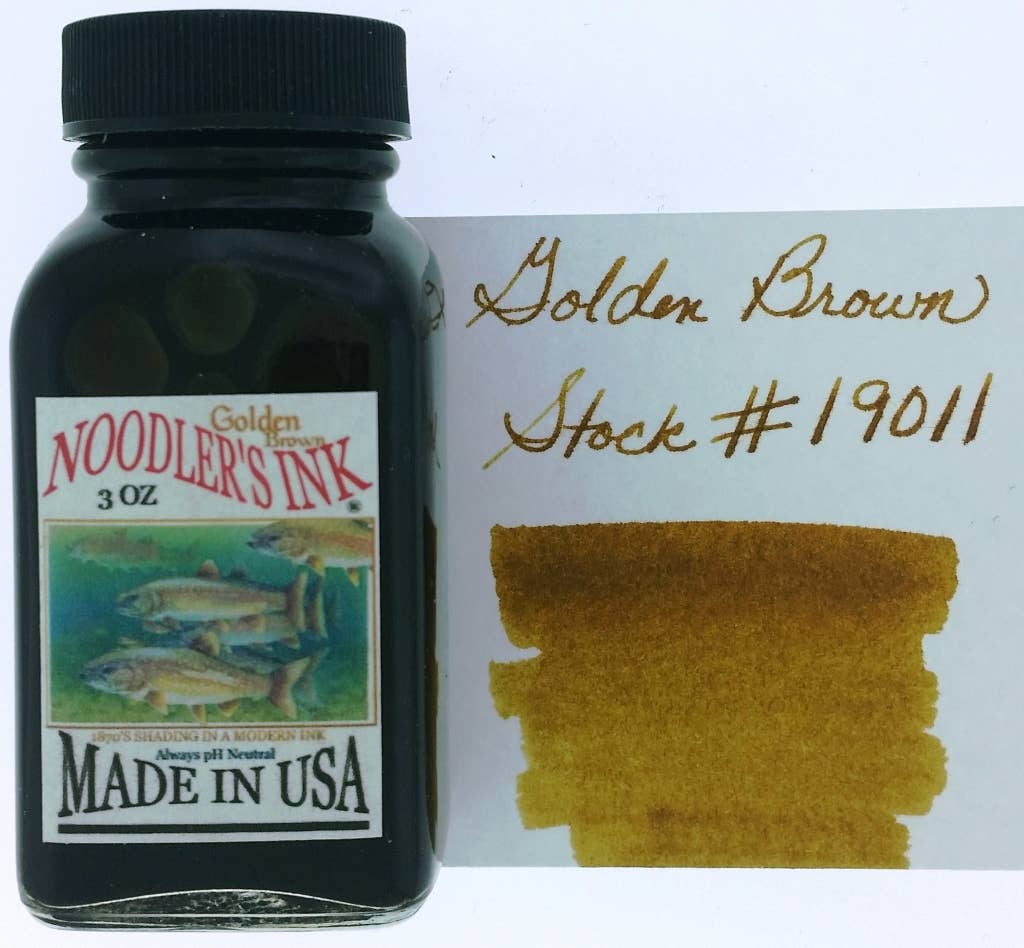 Golden
Brown
NOODLER'S INK ®
3 OZ
1870'S SHADING IN A MODERN INK
Always pH Neutral
MADE IN USA
Golden Brown
Stock #19011